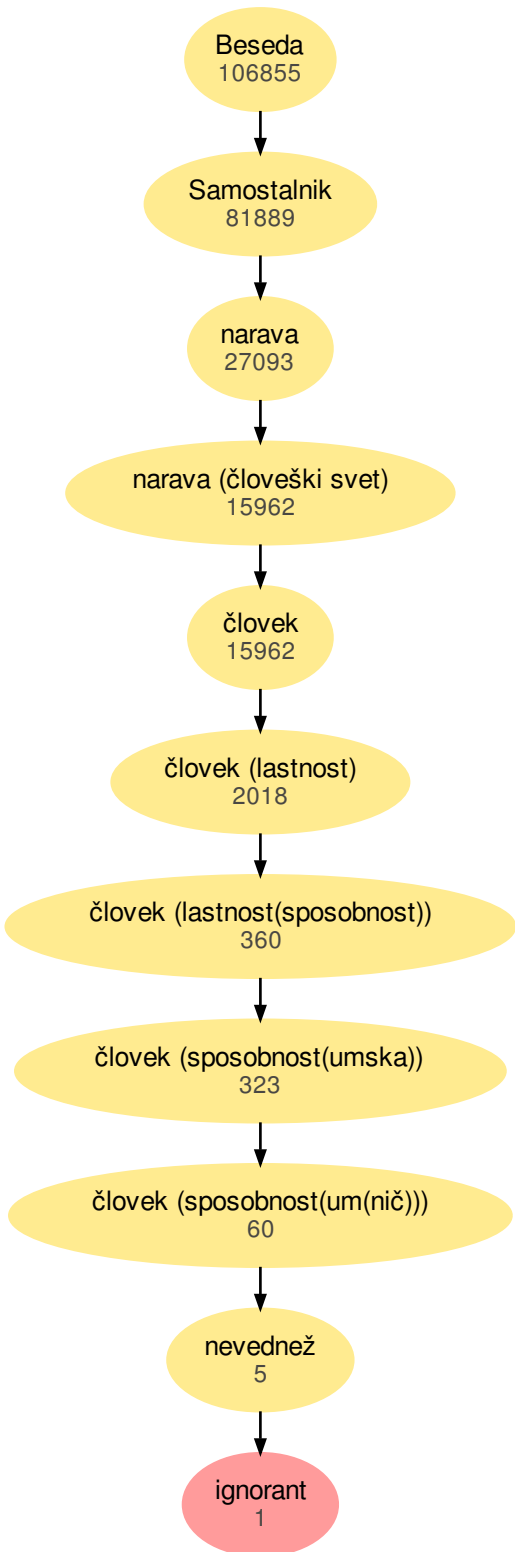 Beseda
106855
Samostalnik
81889
narava
27093
narava (človeški svet)
15962
človek
15962
človek (lastnost)
2018
človek (lastnost(sposobnost))
360
človek (sposobnost(umska))
323
človek (sposobnost(um(nič)))
60
nevednež
5
ignorant
1